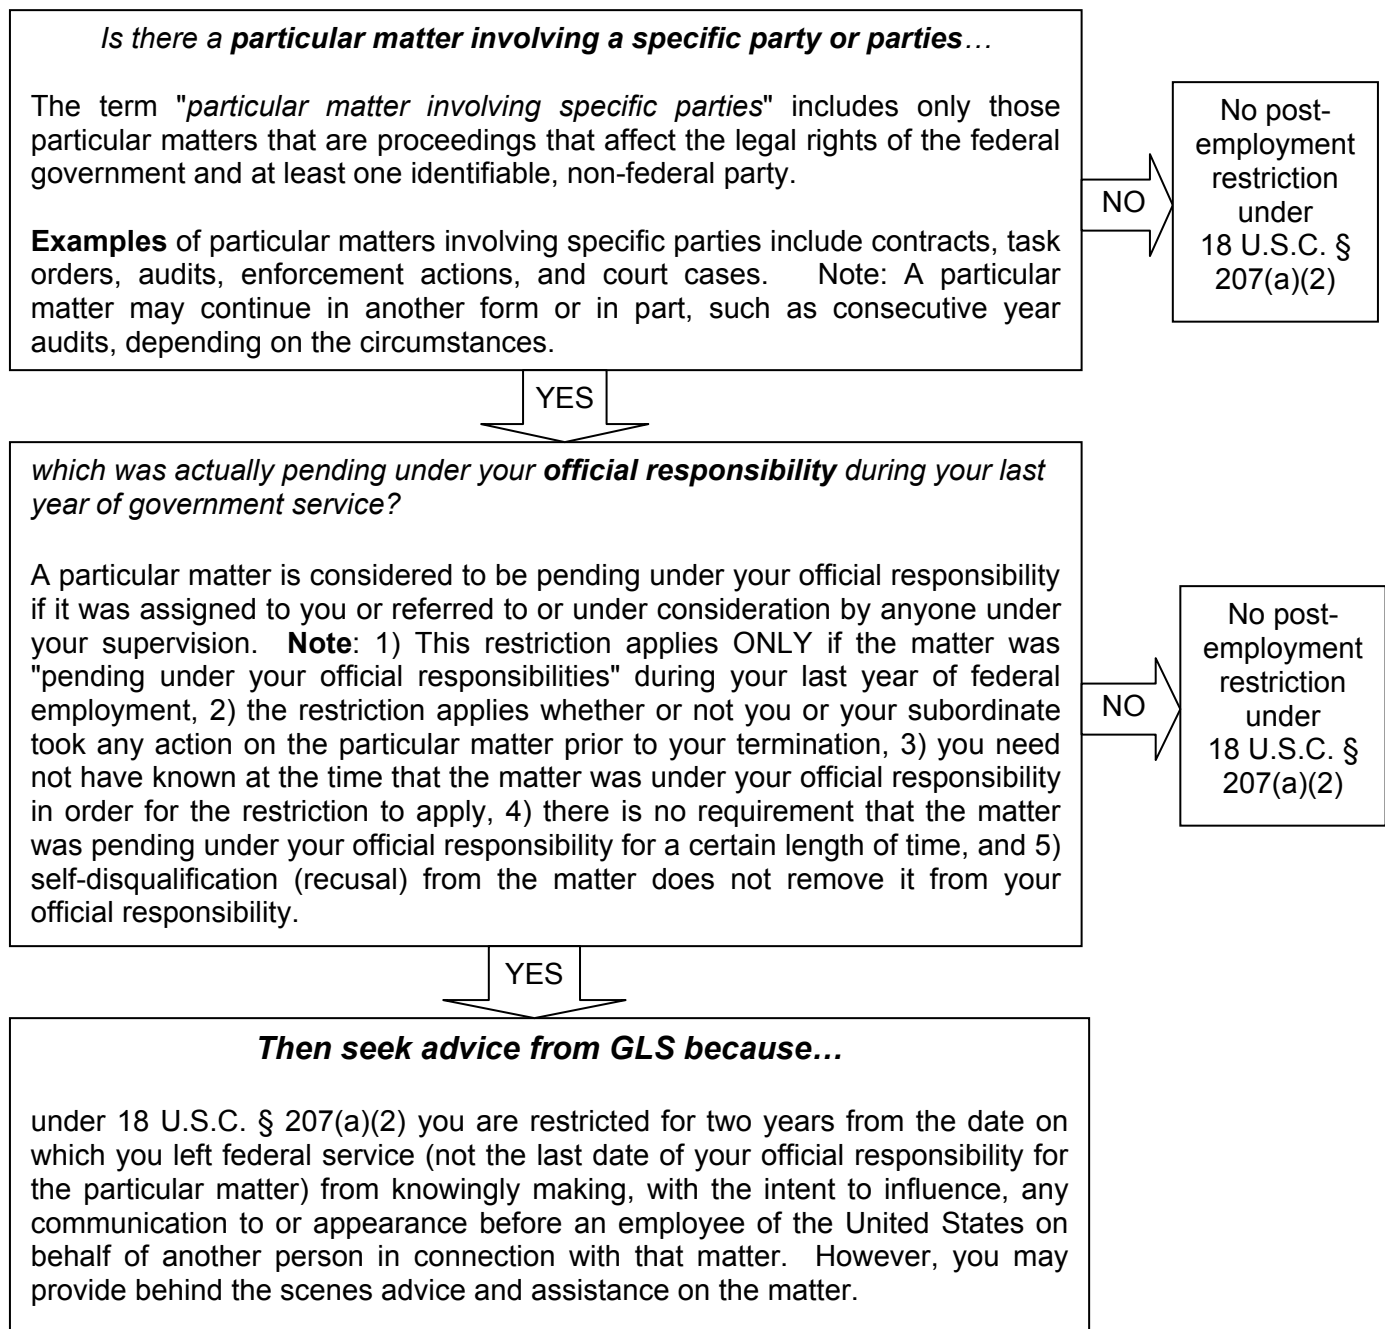 Is there a particular matter involving a specific party or parties…
The term "particular matter involving specific parties" includes only those
particular matters that are proceedings that affect the legal rights of the federal
government and at least one identifiable, non-federal party.
Examples of particular matters involving specific parties include contracts, task
orders, audits, enforcement actions, and court cases. Note: A particular
matter may continue in another form or in part, such as consecutive year
audits, depending on the circumstances.
NO
No post-
employment
restriction
under
18 U.S.C. §
207(a)(2)
YES
which was actually pending under your official responsibility during your last
year of government service?
A particular matter is considered to be pending under your official responsibility
if it was assigned to you or referred to or under consideration by anyone under
your supervision. Note: 1) This restriction applies ONLY if the matter was
"pending under your official responsibilities" during your last year of federal
employment, 2) the restriction applies whether or not you or your subordinate
took any action on the particular matter prior to your termination, 3) you need
not have known at the time that the matter was under your official responsibility
in order for the restriction to apply, 4) there is no requirement that the matter
was pending under your official responsibility for a certain length of time, and 5)
self-disqualification (recusal) from the matter does not remove it from your
official responsibility.
NO
No post-
employment
restriction
under
18 U.S.C. §
207(a)(2)
YES
Then seek advice from GLS because…
under 18 U.S.C. § 207(a)(2) you are restricted for two years from the date on
which you left federal service (not the last date of your official responsibility for
the particular matter) from knowingly making, with the intent to influence, any
communication to or appearance before an employee of the United States on
behalf of another person in connection with that matter. However, you may
provide behind the scenes advice and assistance on the matter.